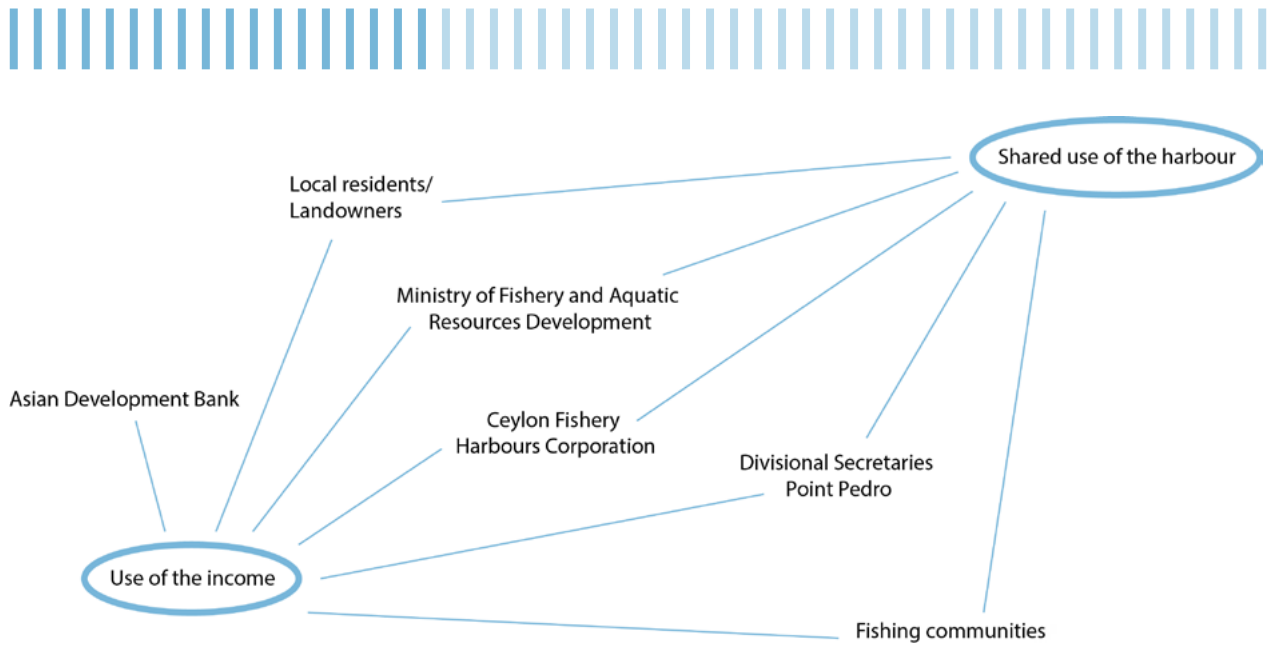 Shared use of the harbour
Local residents/
Landowners
Ministry of Fishery and Aquatic
Resources Development
Asian Development Bank
Ceylon Fishery
Harbours Corporation
Divisional Secretaries
Point Pedro
Use of the income
Fishing communities